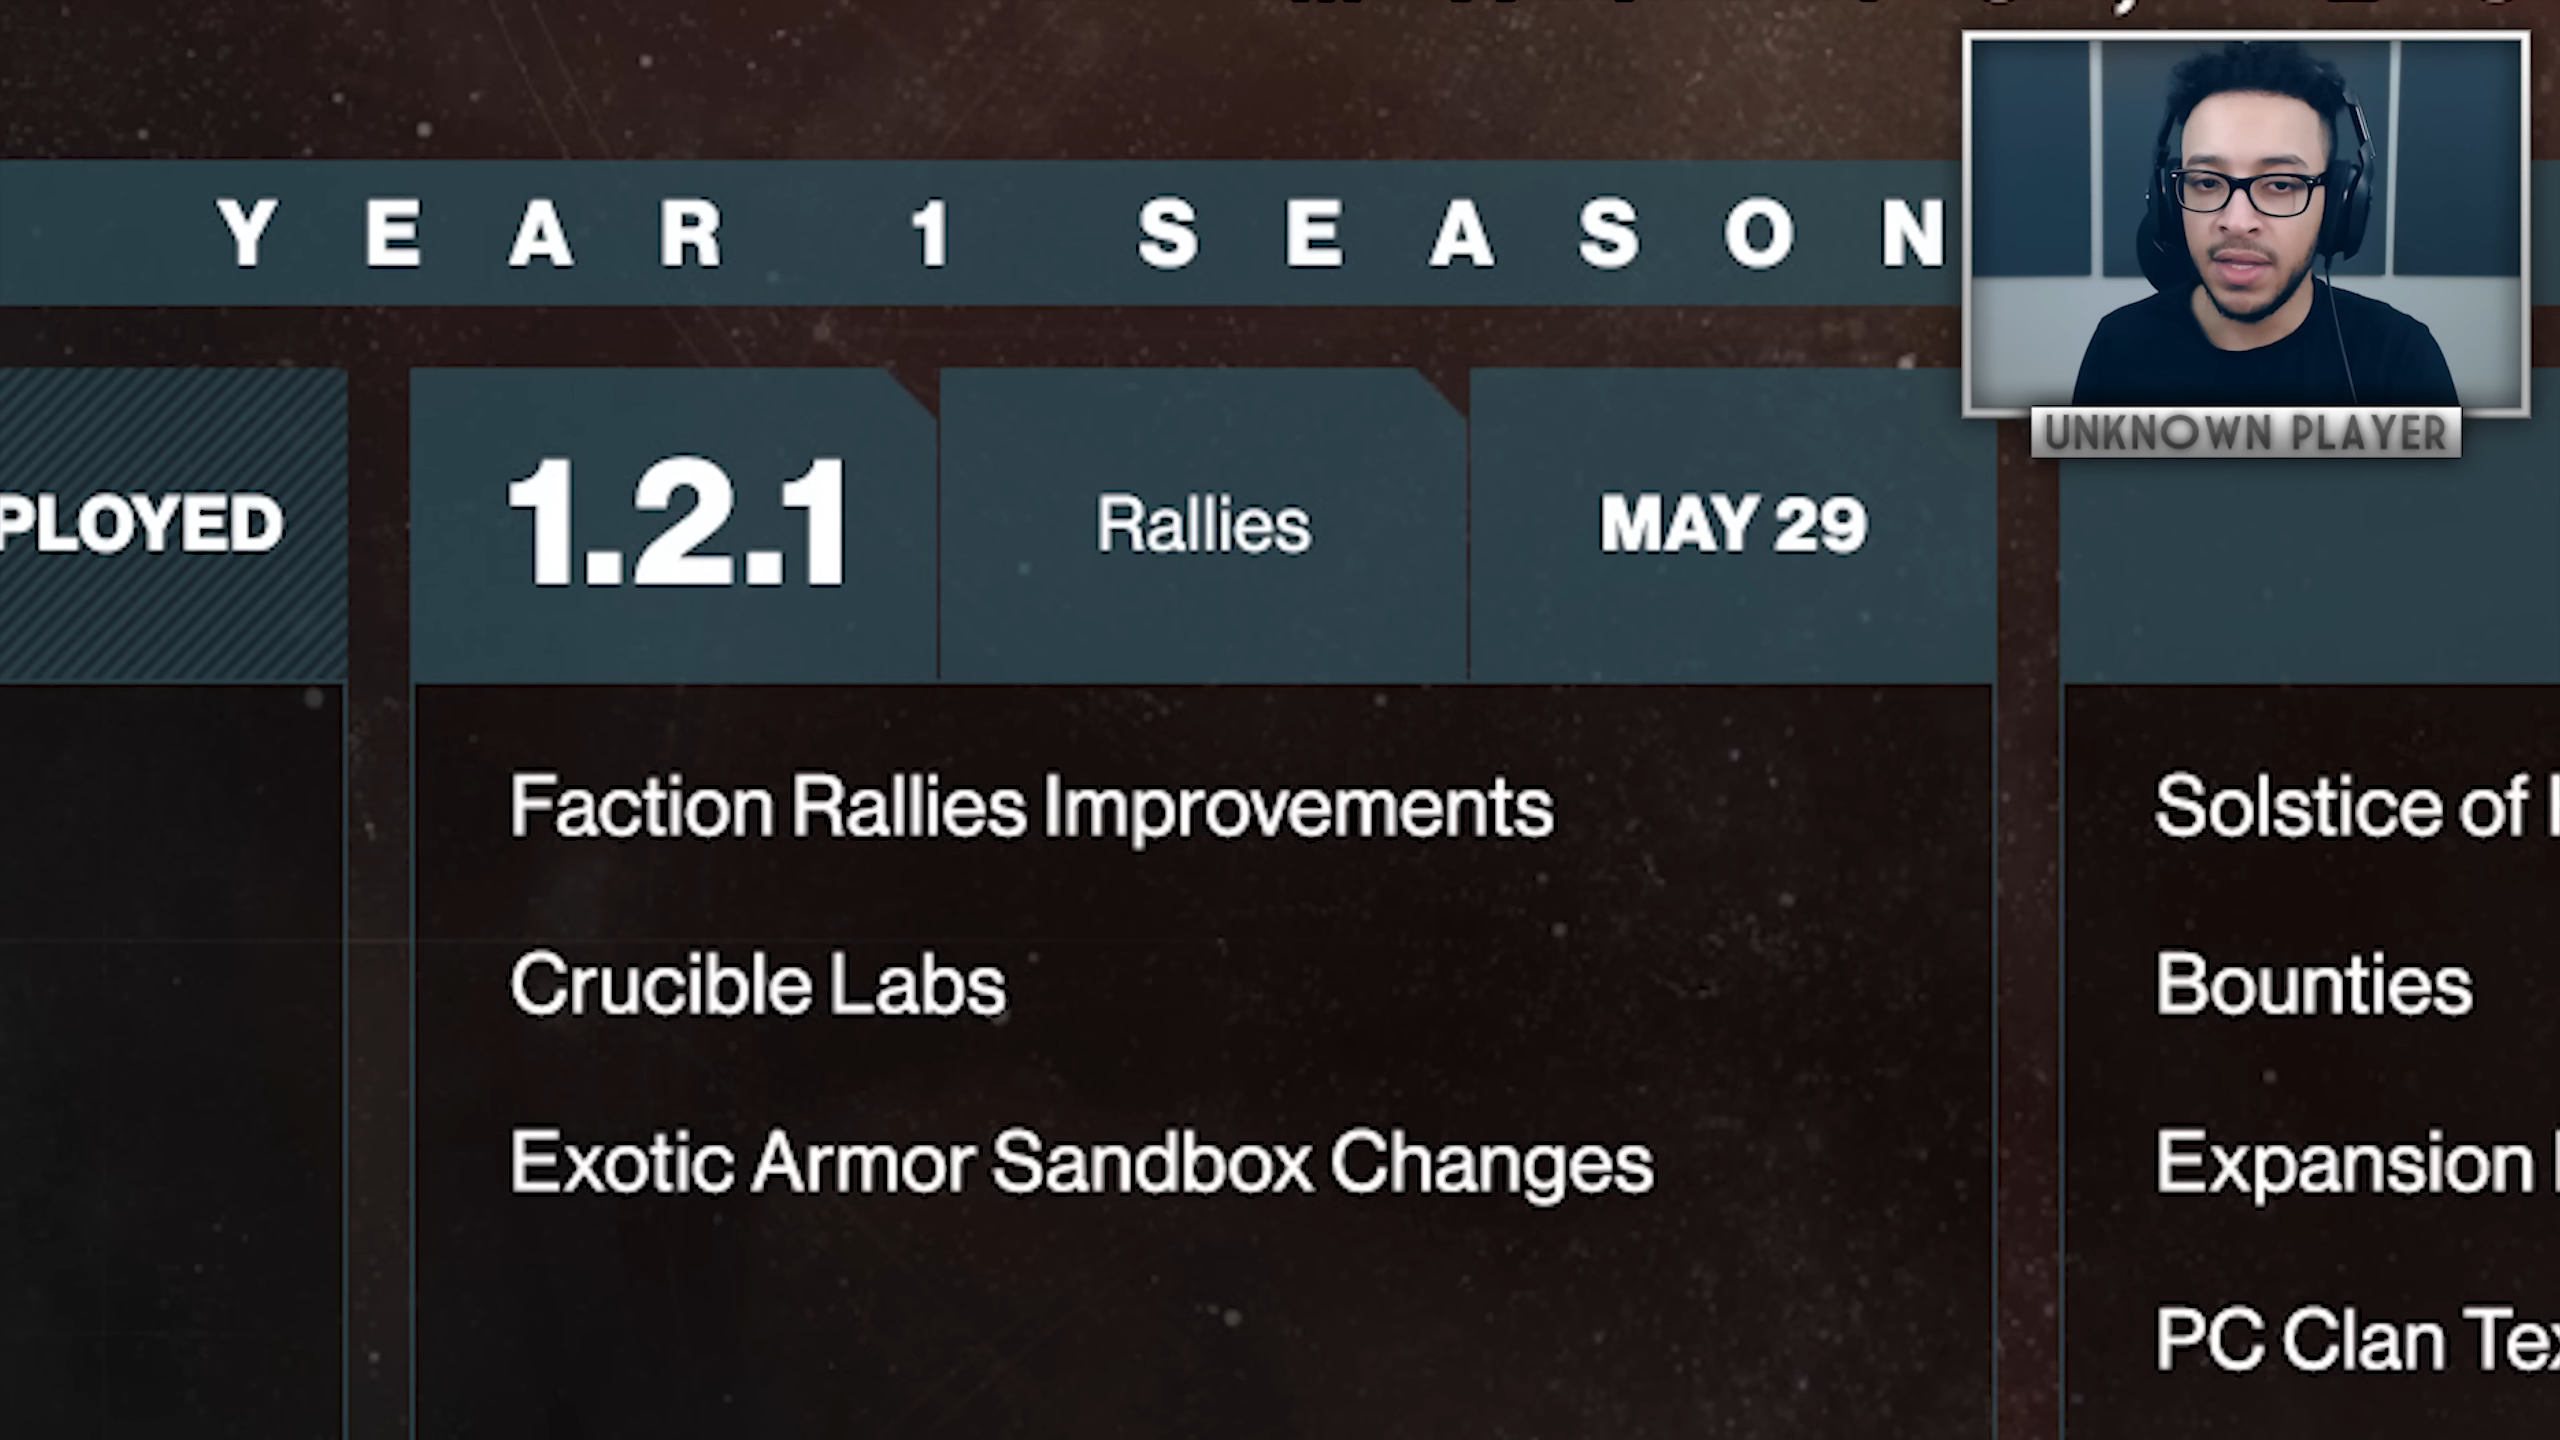 YEAR 1 SEASON
UNKNOWN PLAYER
1.2.1
Rallies
MAY 29
Faction Rallies Improvements
Crucible Labs
Exotic Armor Sandbox Changes
Solstice of
Bounties
Expansion
PC Clan